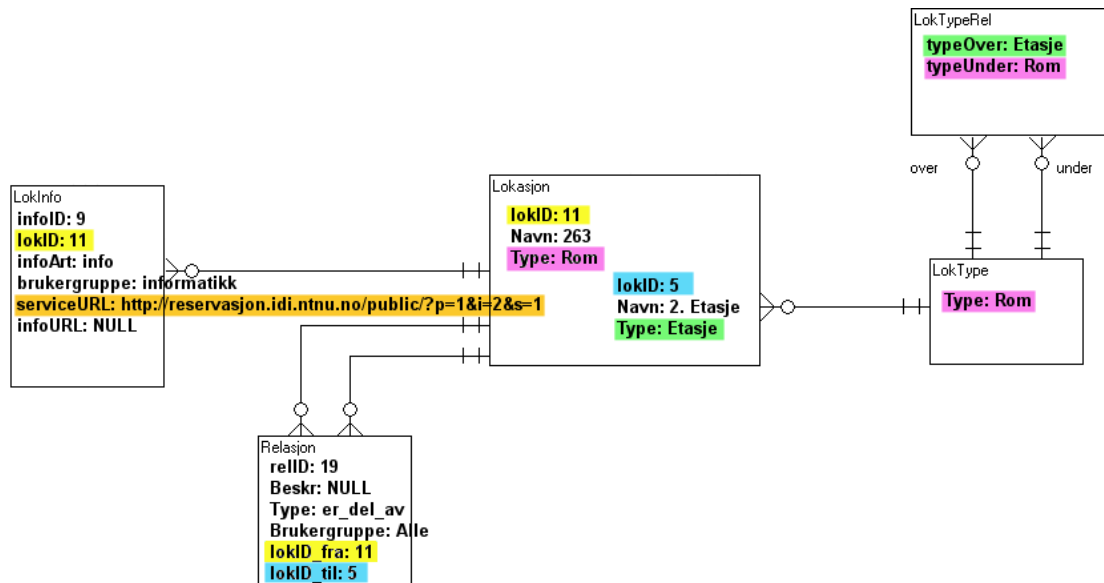 LokTypeRel
typeOver: Etasje
typeUnder: Rom
over
under
LokInfo
infoID: 9
lokID: 11
infoArt: info
brukergruppe: informatikk
serviceURL: http://reservasjon.idi.ntnu.no/public/?p=1&i=2&s=1
infoURL: NULL
Lokasjon
lokID: 11
Navn: 263
Type: Rom
lokID: 5
Navn: 2. Etasje
Type: Etasje
LokType
Type: Rom
Relasjon
relID: 19
Beskr: NULL
Type: er_del_av
Brukergruppe: Alle
lokID_fra: 11
lokID_til: 5